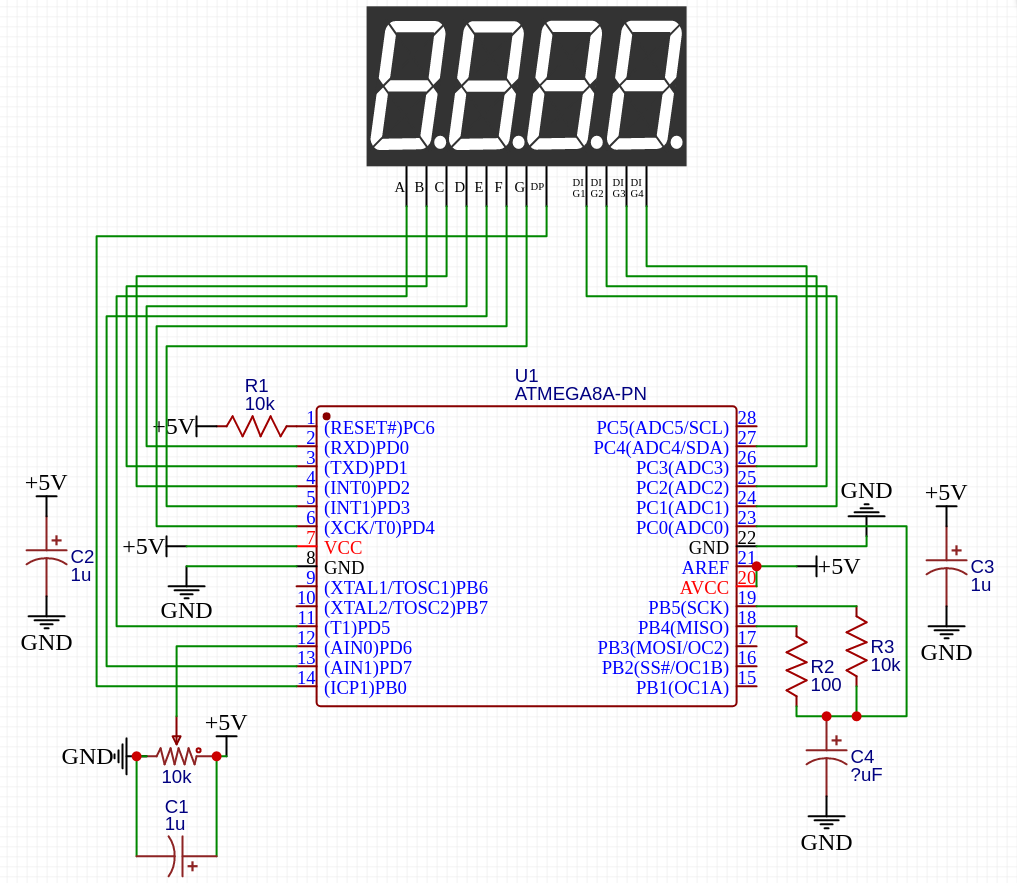 A B C D E F G DP DI DI DI DI
G1 G2 G3 G4
R1
10k
+5V
U1
ATMEGA8A-PN
1 (RESET#)PC6
2 (RXD)PD0
3 (TXD)PD1
4 (INT0)PD2
5 (INT1)PD3
6 (XCK/T0)PD4
7 VCC
8 GND
9 (XTAL1/TOSC1)PB6
10 (XTAL2/TOSC2)PB7
11 (T1)PD5
12 (AIN0)PD6
13 (AIN1)PD7
14 (ICP1)PB0
PC5(ADC5/SCL) 28
PC4(ADC4/SDA) 27
PC3(ADC3) 26
PC2(ADC2) 25
PC1(ADC1) 24
PC0(ADC0) 23
GND 22
AREF 21
AVCC 20
PB5(SCK) 19
PB4(MISO) 18
PB3(MOSI/OC2) 17
PB2(SS#/OC1B) 16
PB1(OC1A) 15
+5V
+
C2
1u
GND
+5V
GND
GND
+5V
+5V
+
C3
1u
GND
R2
100
R3
10k
+
C4
?uF
GND
+5V
GND
10k
C1
1u
+